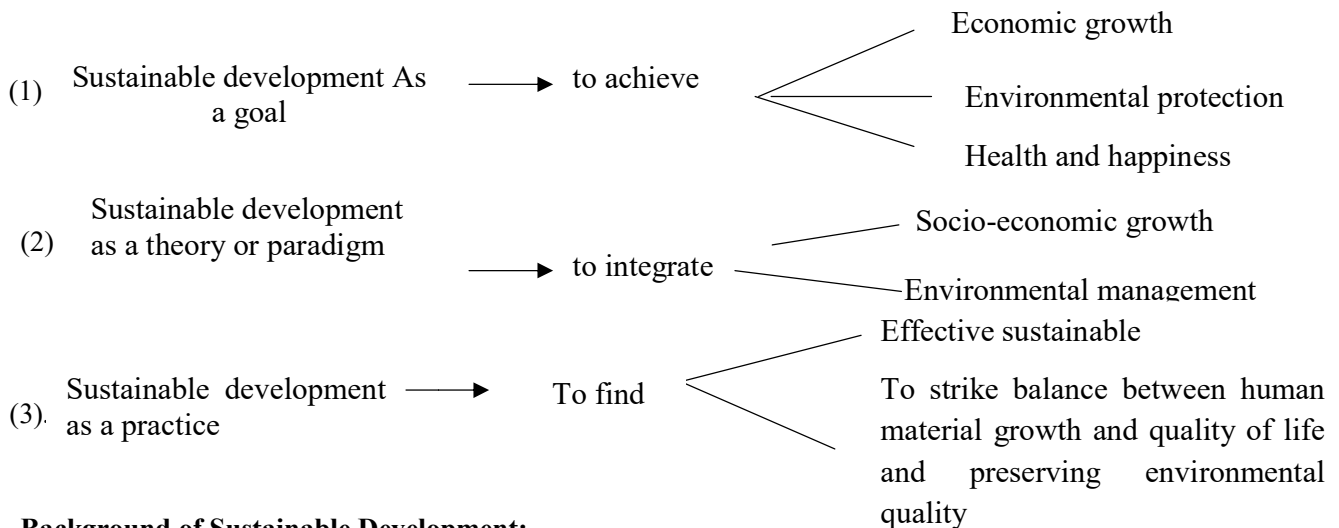 Economic growth
(1) Sustainable development As a goal
to achieve
Environmental protection
Health and happiness
(2) Sustainable development
as a theory or paradigm
to integrate
Socio-economic growth
Environmental management
(3). Sustainable development
as a practice
To find
Effective sustainable
To strike balance between human
material growth and quality of life
and preserving environmental
quality
Background of Sustainable Development: